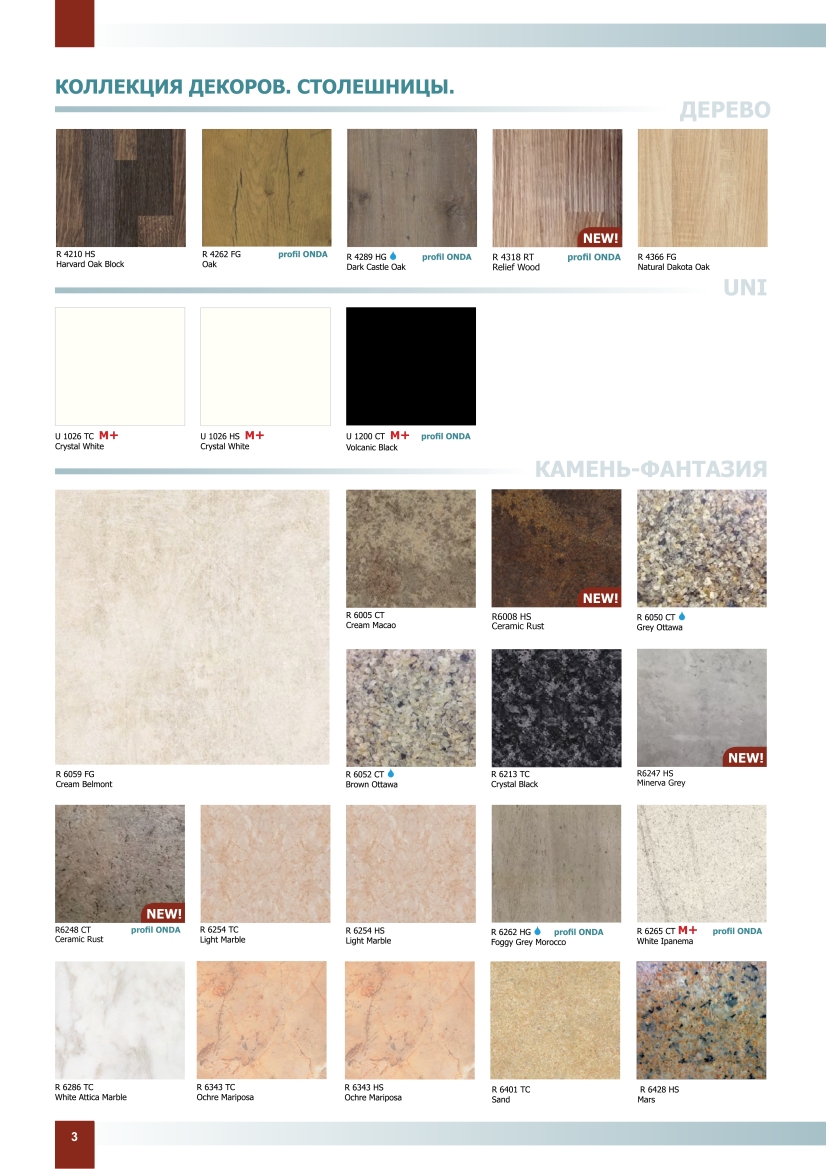 КОЛЛЕКЦИЯ ДЕКОРОВ. СТОЛЕШНИЦЫ.
ДЕРЕВО
NEW!
R 4210 HS
Harvard Oak Block
R 4262 FG profil ONDA
Oak
R 4289 HG profil ONDA
Dark Castle Oak
R 4318 RT profil ONDA
Relief Wood
R 4366 FG
Natural Dakota Oak
UNI
U 1026 TC M+
Crystal White
U 1026 HS M+
Crystal White
U 1200 CT M+ profil ONDA
Volcanic Black
КАМЕНЬ-ФАНТАЗИЯ
NEW!
R 6005 CT
Cream Macao
R6008 HS
Ceramic Rust
R 6050 CT
Grey Ottawa
NEW!
R 6059 FG
Cream Belmont
R 6052 CT
Brown Ottawa
R 6213 TC
Crystal Black
R6247 HS
Minerva Grey
NEW!
R6248 CT profil ONDA
Ceramic Rust
R 6254 TC
Light Marble
R 6254 HS
Light Marble
R 6262 HG profil ONDA
Foggy Grey Morocco
R 6265 CT M+ profil ONDA
White Ipanema
R 6286 TC
White Attica Marble
R 6343 TC
Ochre Mariposa
R 6343 HS
Ochre Mariposa
R 6401 TC
Sand
R 6428 HS
Mars
3